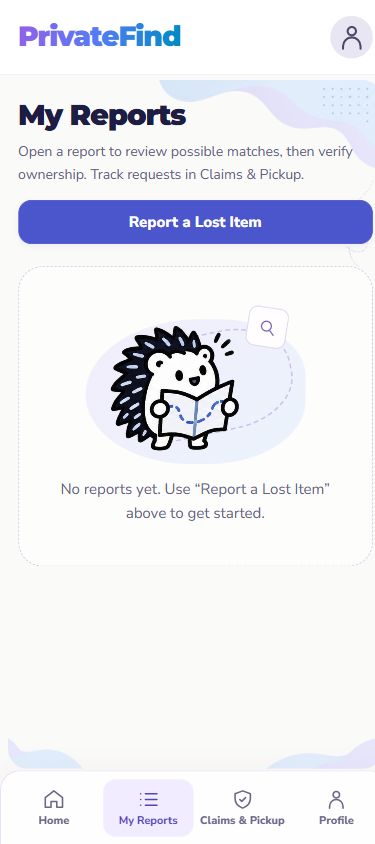 PrivateFind
My Reports
Open a report to review possible matches, then verify
ownership. Track requests in Claims & Pickup.
Report a Lost Item
No reports yet. Use “Report a Lost Item”
above to get started.
Home
My Reports
Claims & Pickup
Profile